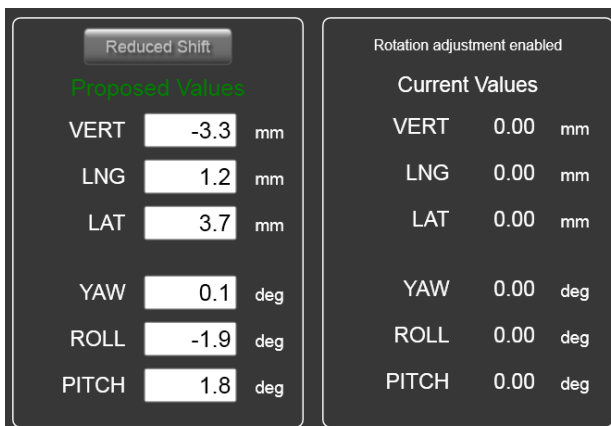 Reduced Shift
Proposed Values
VERT -3.3 mm
LNG 1.2 mm
LAT 3.7 mm
YAW 0.1 deg
ROLL -1.9 deg
PITCH 1.8 deg
Rotation adjustment enabled
Current Values
VERT 0.00 mm
LNG 0.00 mm
LAT 0.00 mm
YAW 0.00 deg
ROLL 0.00 deg
PITCH 0.00 deg